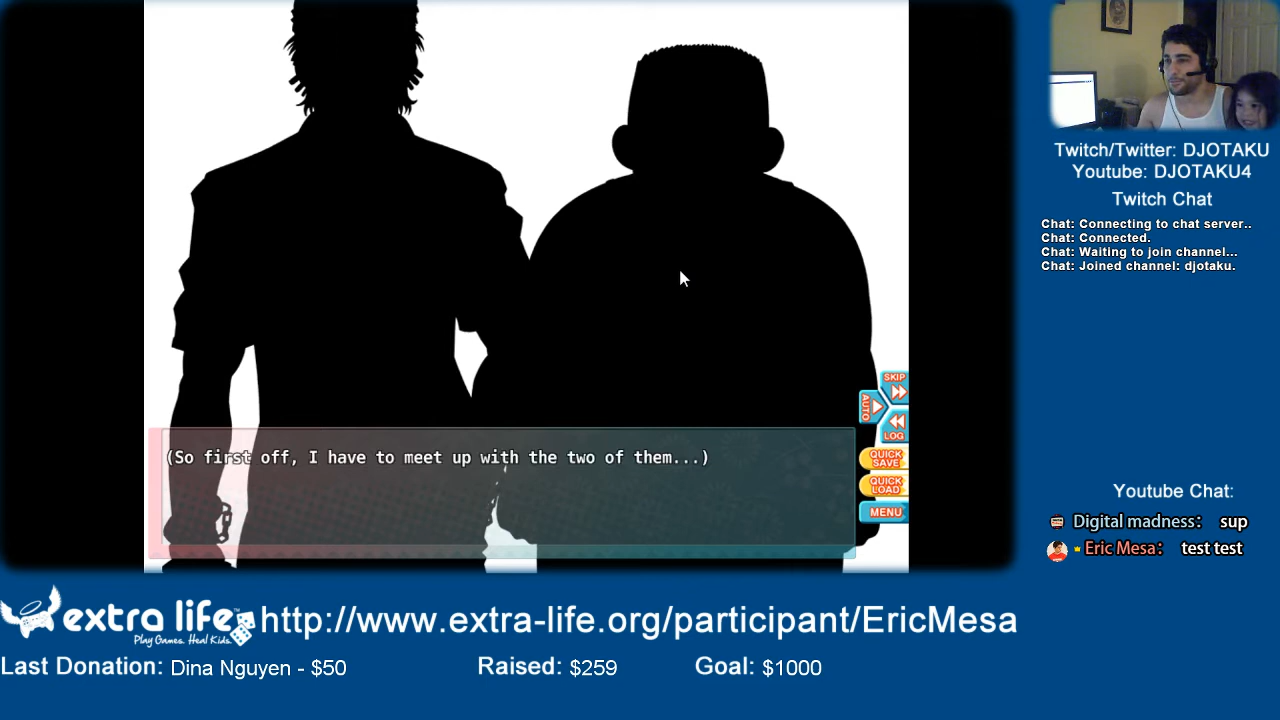 (So first off, I have to meet up with the two of them...)
SKIP
AUTO
LOG
QUICK
SAVE
QUICK
LOAD
MENU
Twitch/Twitter: DJOTAKU
Youtube: DJOTAKU4
Twitch Chat
Chat: Connecting to chat server..
Chat: Connected.
Chat: Waiting to join channel...
Chat: Joined channel: djotaku.
Youtube Chat:
Digital madness: sup
Eric Mesa: test test
extra life™
Play Games. Heal Kids.
http://www.extra-life.org/participant/EricMesa
Last Donation: Dina Nguyen - $50
Raised: $259
Goal: $1000